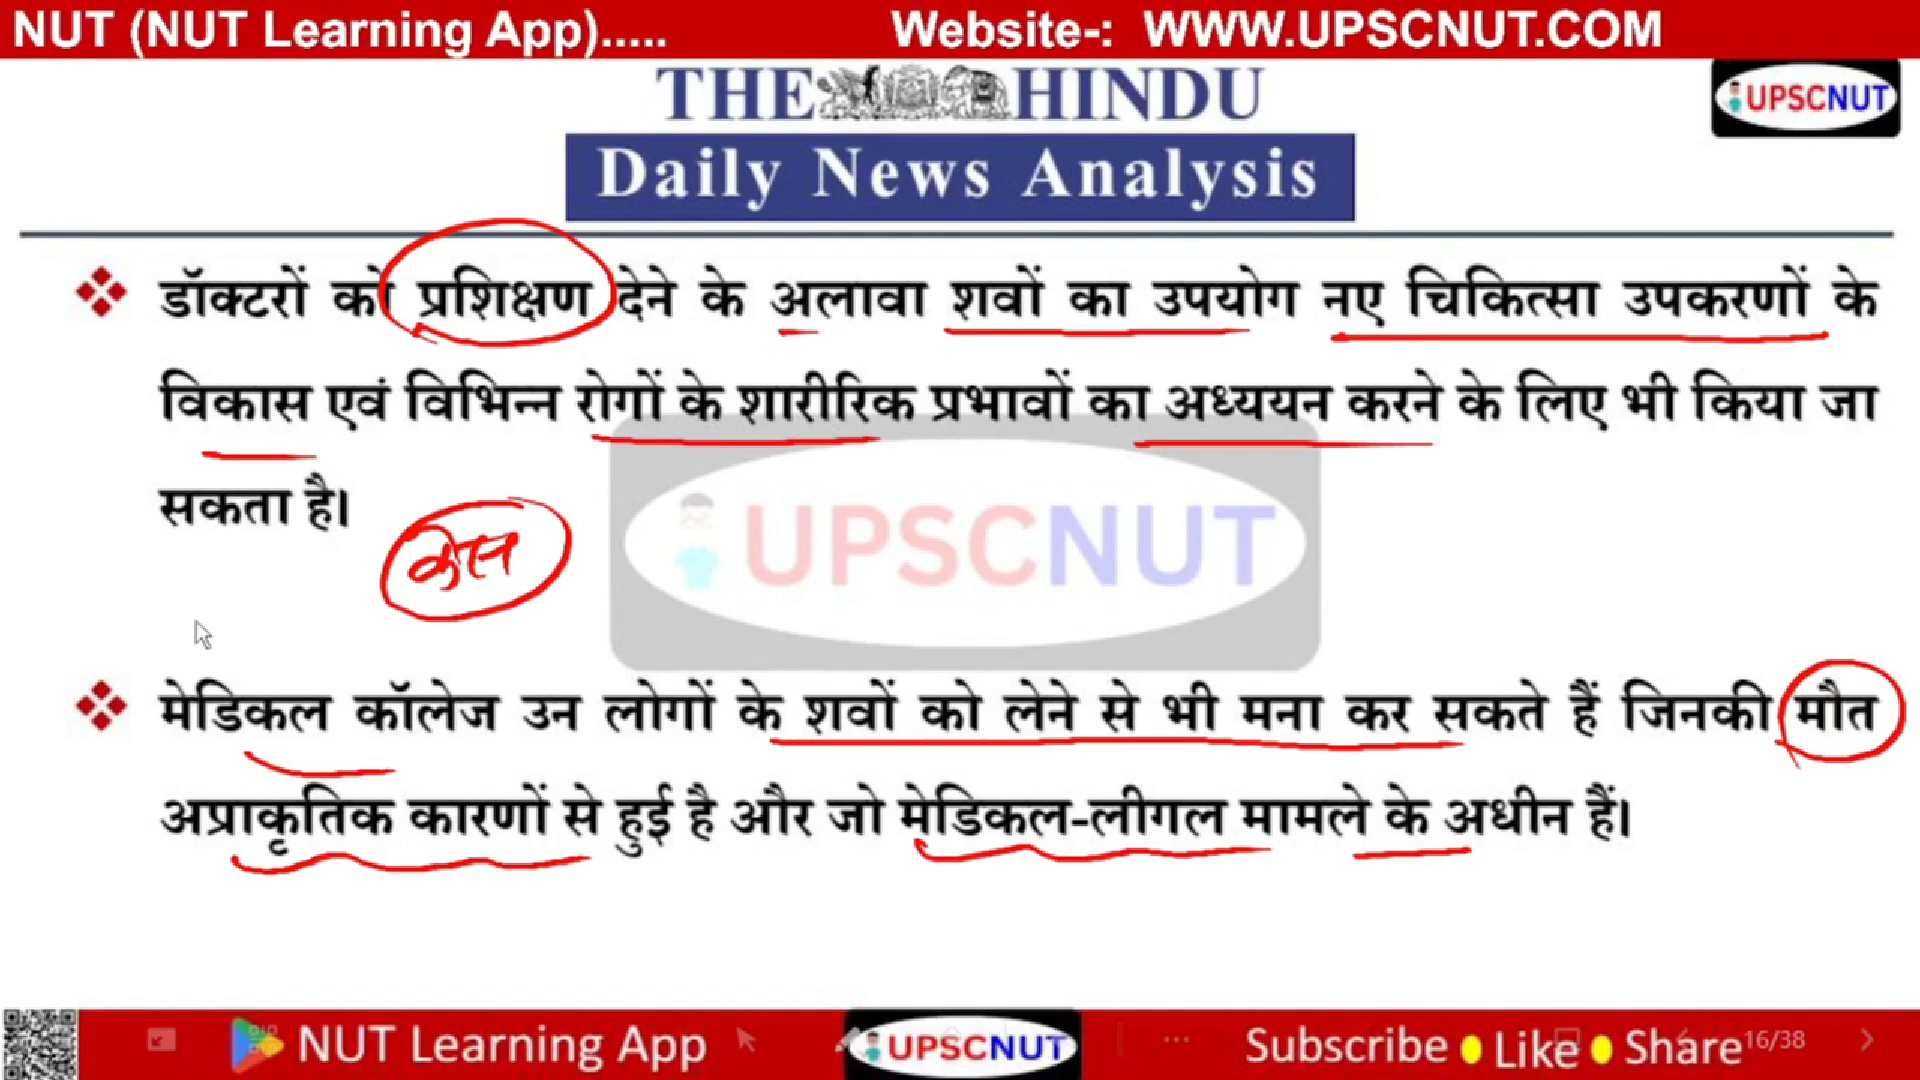 NUT (NUT Learning App)..... Website-: WWW.UPSCNUT.COM
THE HINDU
UPSCNUT
Daily News Analysis
डॉक्टरों को प्रशिक्षण देने के अलावा शवों का उपयोग नए चिकित्सा उपकरणों के
विकास एवं विभिन्न रोगों के शारीरिक प्रभावों का अध्ययन करने के लिए भी किया जा
सकता है।
केस
UPSCNUT
मेडिकल कॉलेज उन लोगों के शवों को लेने से भी मना कर सकते हैं जिनकी मौत
अप्राकृतिक कारणों से हुई है और जो मेडिकल-लीगल मामले के अधीन हैं।
NUT Learning App UPSCNUT Subscribe Like Share 16/38